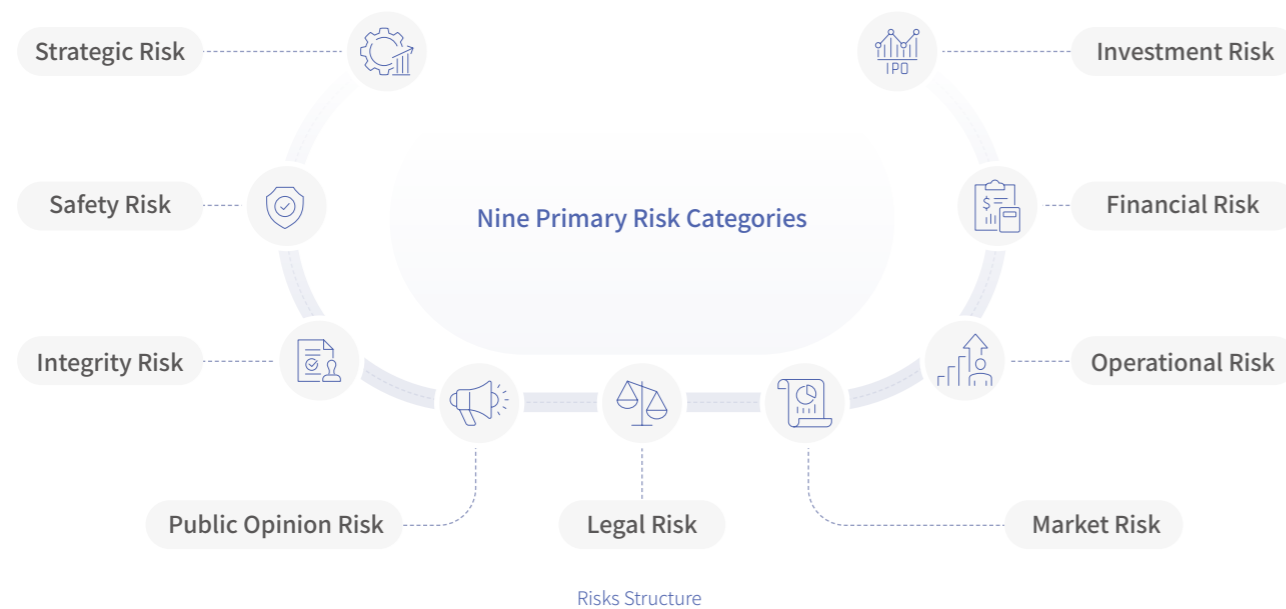 Strategic Risk
Investment Risk
IPO
Safety Risk
Nine Primary Risk Categories
Financial Risk
$
Integrity Risk
Operational Risk
Public Opinion Risk
Legal Risk
Market Risk
Risks Structure